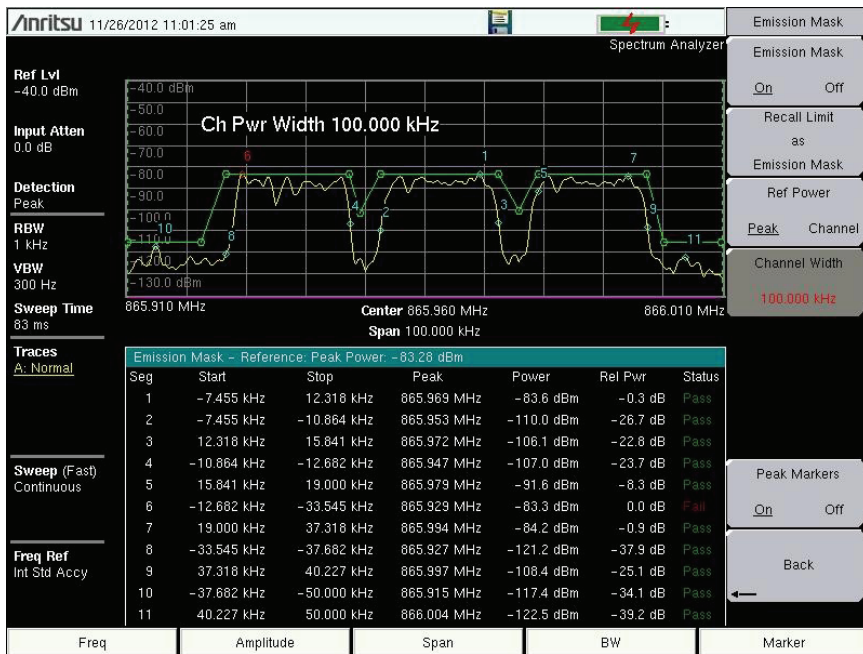 Anritsu 11/26/2012 11:01:25 am
Spectrum Analyzer
Ref Lvl
-40.0 dBm
Input Atten
0.0 dB
Detection
Peak
RBW
1 kHz
VBW
300 Hz
Sweep Time
83 ms
Traces
A: Normal
Sweep (Fast)
Continuous
Freq Ref
Int Std Accy
-40.0 dBm
-50.0
-60.0
-70.0
-80.0
-90.0
-100.0
-130.0 dBm
Ch Pwr Width 100.000 kHz
6
1
7
5
4
2
3
9
10
8
11
865.910 MHz
Center 865.960 MHz
866.010 MHz
Span 100.000 kHz
Emission Mask - Reference: Peak Power: -83.28 dBm
Seg Start Stop Peak Power Rel Pwr Status
1 -7.455 kHz 12.318 kHz 865.969 MHz -83.6 dBm -0.3 dB Pass
2 -7.455 kHz -10.864 kHz 865.953 MHz -110.0 dBm -26.7 dB Pass
3 12.318 kHz 15.841 kHz 865.972 MHz -106.1 dBm -22.8 dB Pass
4 -10.864 kHz -12.682 kHz 865.947 MHz -107.0 dBm -23.7 dB Pass
5 15.841 kHz 19.000 kHz 865.979 MHz -91.6 dBm -8.3 dB Pass
6 -12.682 kHz -33.545 kHz 865.929 MHz -83.3 dBm 0.0 dB Fail
7 19.000 kHz 37.318 kHz 865.994 MHz -84.2 dBm -0.9 dB Pass
8 -33.545 kHz -37.682 kHz 865.927 MHz -121.2 dBm -37.9 dB Pass
9 37.318 kHz 40.227 kHz 865.997 MHz -108.4 dBm -25.1 dB Pass
10 -37.682 kHz -50.000 kHz 865.915 MHz -117.4 dBm -34.1 dB Pass
11 40.227 kHz 50.000 kHz 866.004 MHz -122.5 dBm -39.2 dB Pass
Emission Mask
Emission Mask
On Off
Recall Limit
as
Emission Mask
Ref Power
Peak Channel
Channel Width
100.000 kHz
Peak Markers
On Off
Back
Freq
Amplitude
Span
BW
Marker